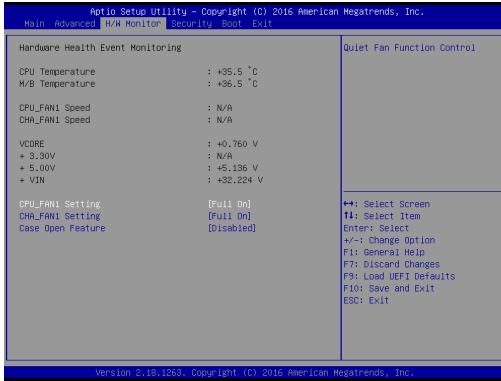 Aptio Setup Utility – Copyright (C) 2016 American Megatrends, Inc.
Main Advanced H/W Monitor Security Boot Exit
Hardware Health Event Monitoring
Quiet Fan Function Control
CPU Temperature : +35.5 °C
M/B Temperature : +36.5 °C
CPU_FAN1 Speed : N/A
CHA_FAN1 Speed : N/A
VCORE : +0.760 V
+ 3.30V : N/A
+ 5.00V : +5.136 V
+ VIN : +32.224 V
CPU_FAN1 Setting [Full On]
CHA_FAN1 Setting [Full On]
Case Open Feature [Disabled]
↔: Select Screen
↑↓: Select Item
Enter: Select
+/-: Change Option
F1: General Help
F7: Discard Changes
F9: Load UEFI Defaults
F10: Save and Exit
ESC: Exit
Version 2.18.1263. Copyright (C) 2016 American Megatrends, Inc.